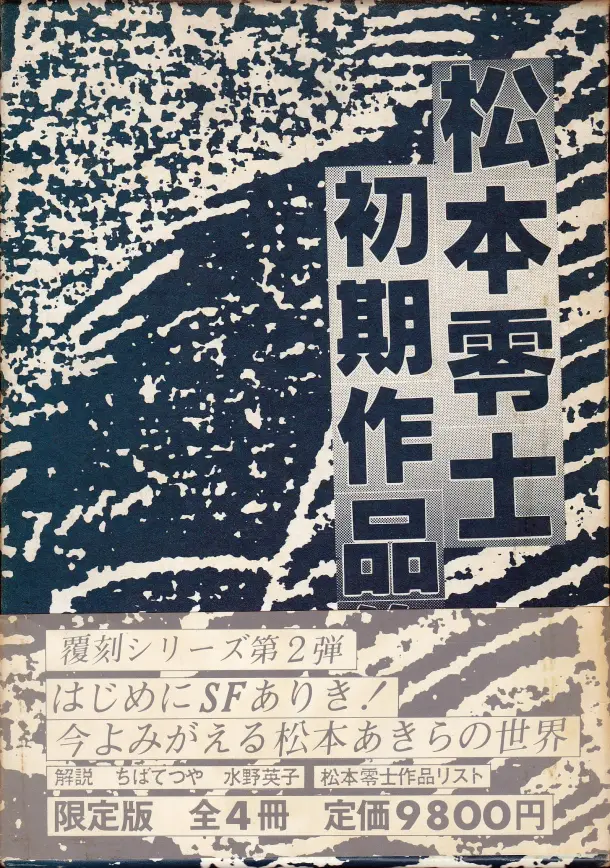 松本零士
初期作品
覆刻シリーズ第2弾
はじめにSFありき!
今よみがえる松本あきらの世界
解説 ちばてつや 水野英子
松本零士作品リスト
限定版 全4冊 定価9800円